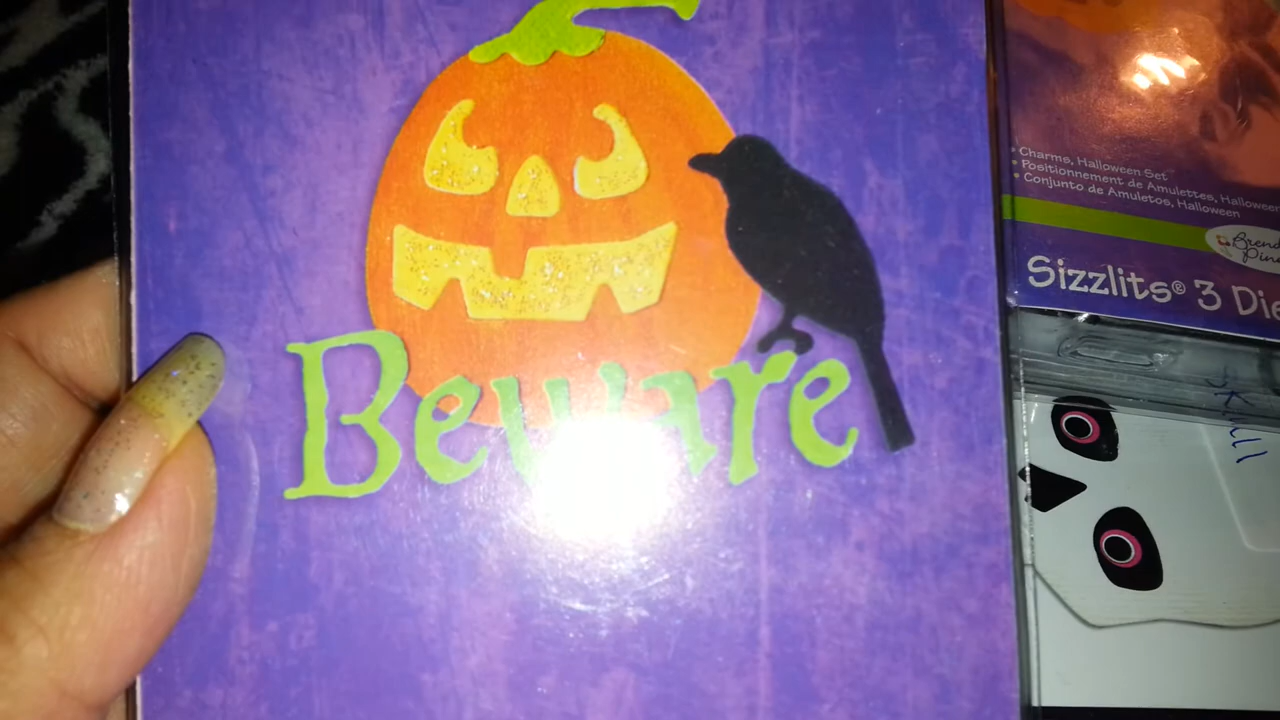 Beware
• Charms, Halloween Set
• Positionnement de Amulettes, Halloween
• Conjunto de Amuletos, Halloween
Sizzlits® 3 Die